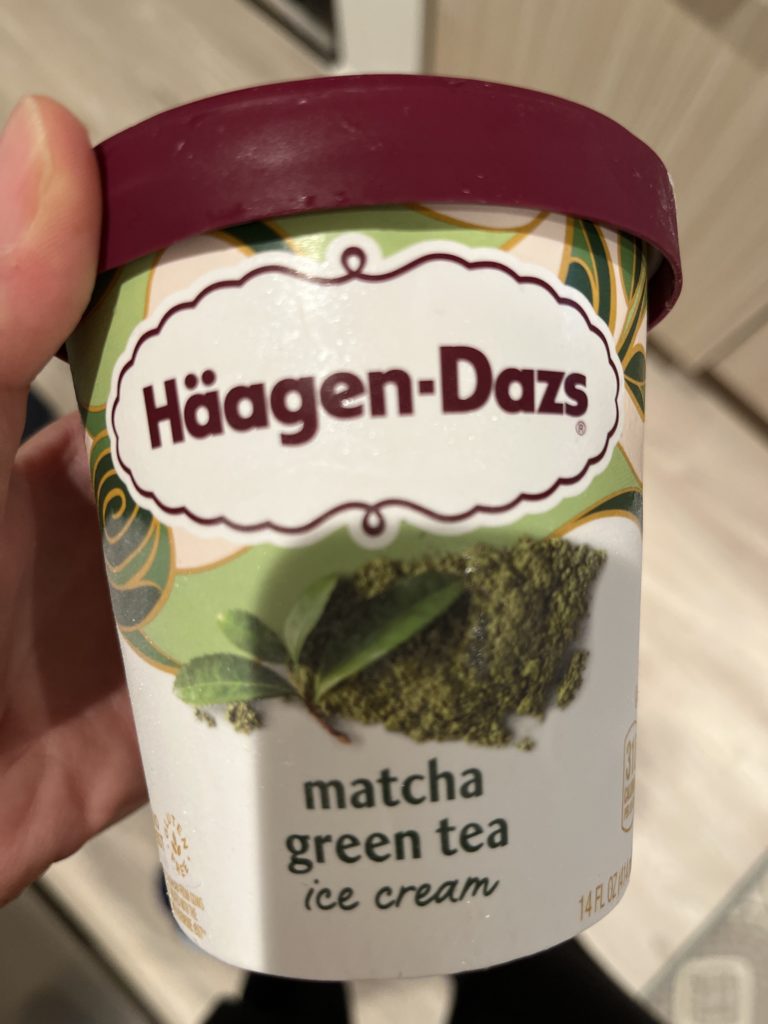 Häagen-Dazs
®
matcha
green tea
ice cream
14 FL OZ